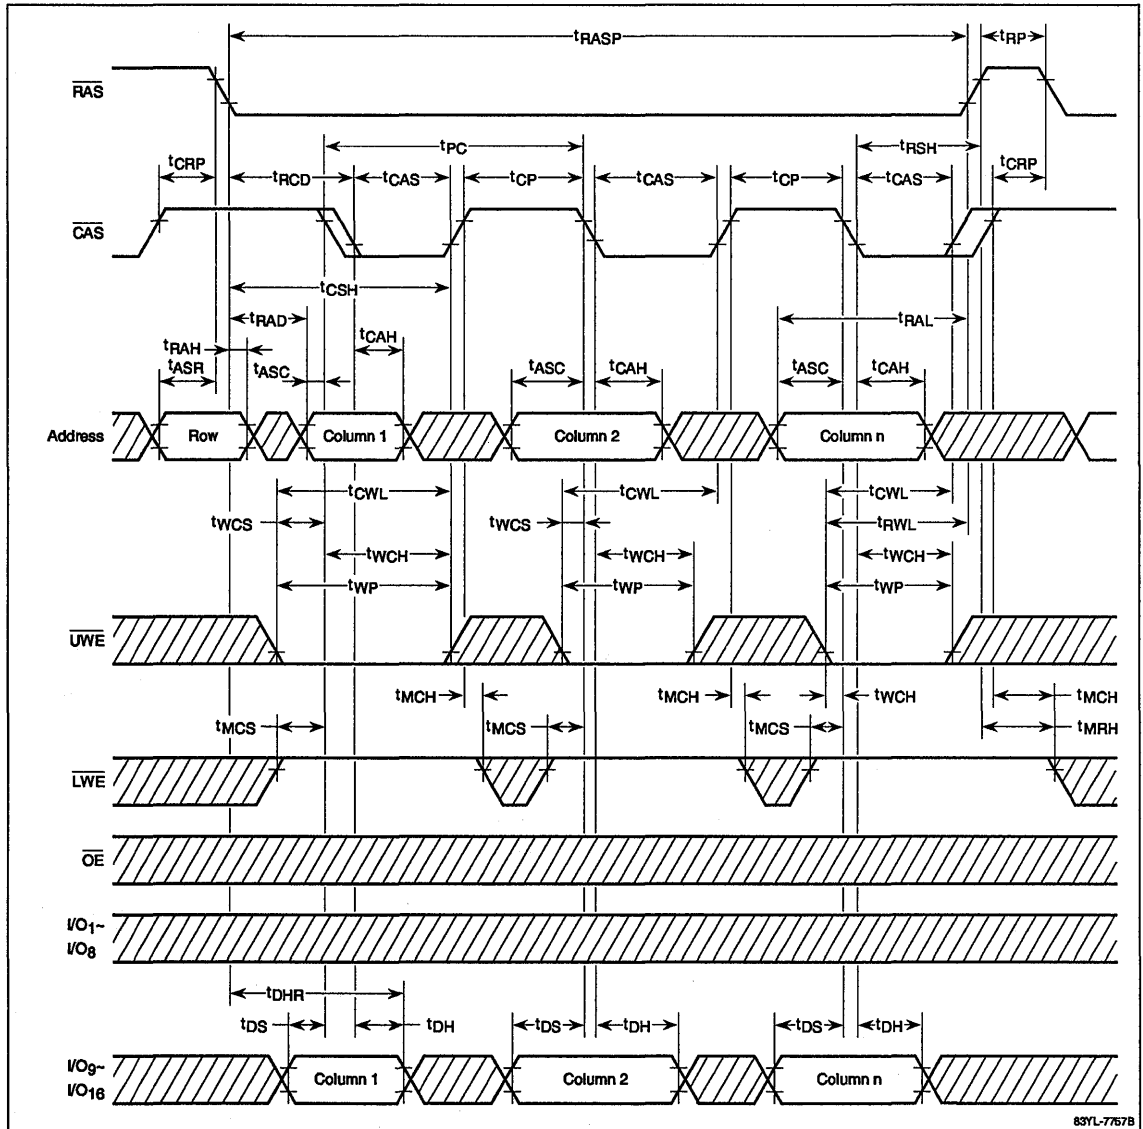 tRASP tRP
RAS
tPC tRSH
tCRP tRCD tCAS tCP tCAS tCP tCAS tCRP
CAS
tCSH
tRAD tRAL
tRAH tCAH
tASR tASC tASC tCAH tASC tCAH
Address Row Column 1 Column 2 Column n
tCWL tCWL tCWL
tWCS tWCS tRWL
tWCH tWCH tWCH
tWP tWP tWP
UWE
tMCH tMCH tWCH tMCH
tMCS tMCS tMCS tMRH
LWE
OE
I/O1~
I/O8
tDHR
tDS tDH tDS tDH tDS tDH
I/O9~
I/O16
Column 1 Column 2 Column n
83YL-7757B